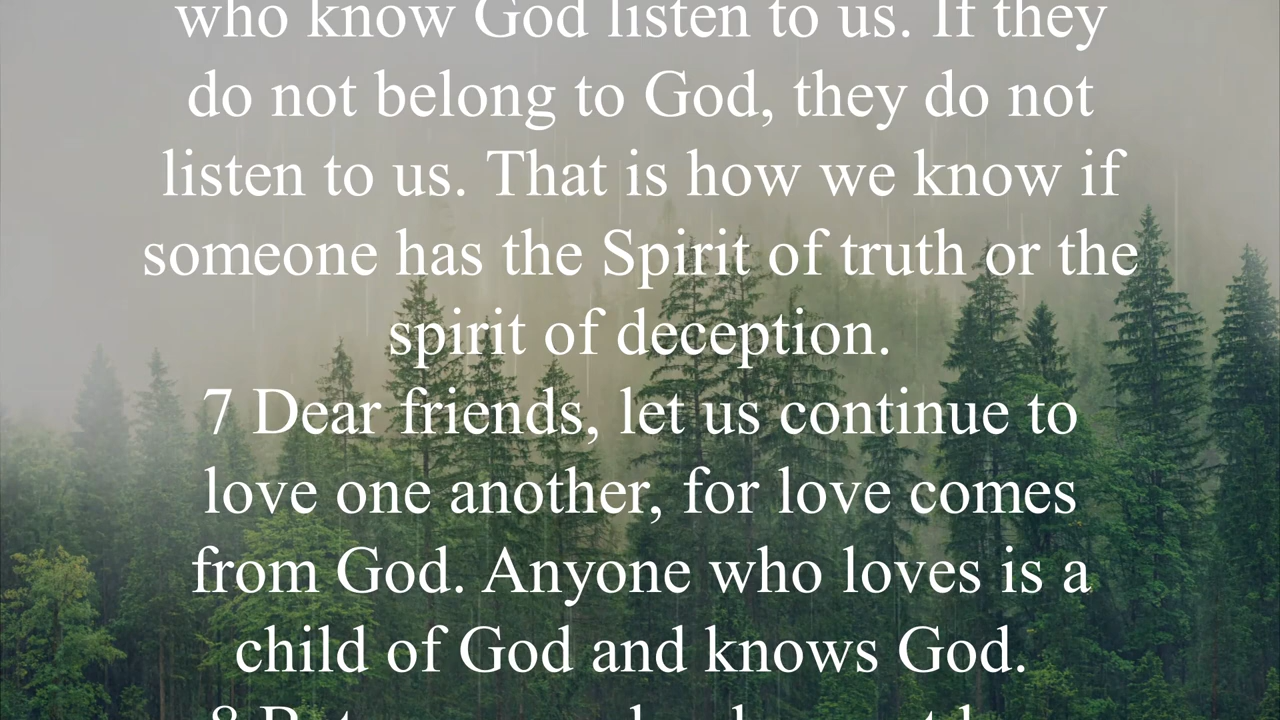 who know God listen to us. If they
do not belong to God, they do not
listen to us. That is how we know if
someone has the Spirit of truth or the
spirit of deception.
7 Dear friends, let us continue to
love one another, for love comes
from God. Anyone who loves is a
child of God and knows God.